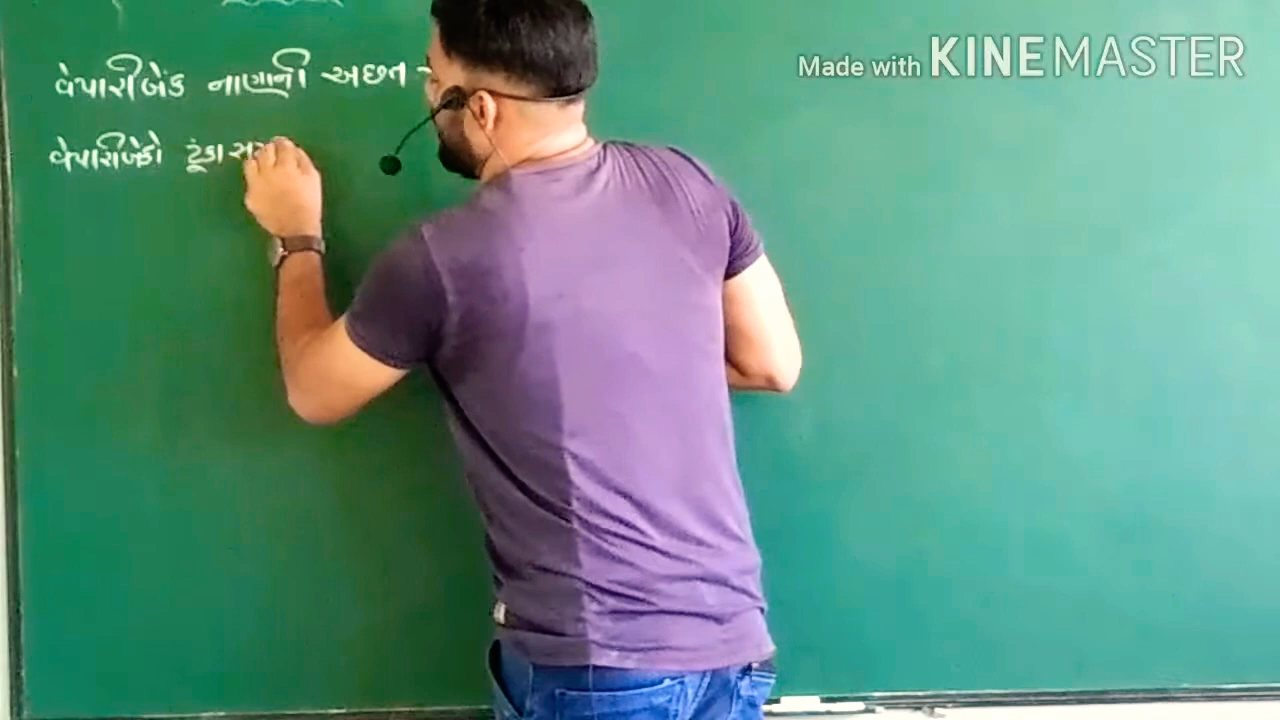 Made with KINEMASTER
વેપારીબેંક નાણાની અછત
વેપારીબેંકો ટૂંકા